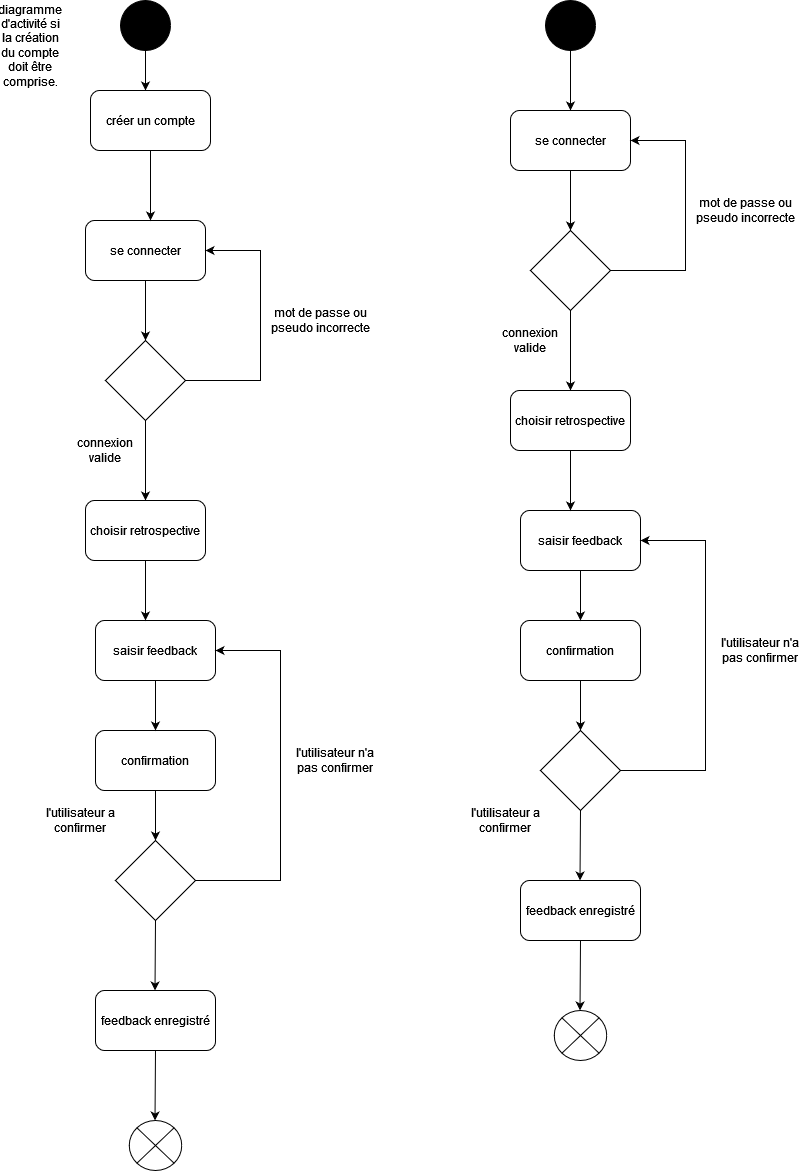 diagramme
d'activité si
la création
du compte
doit être
comprise.
créer un compte
se connecter
mot de passe ou
pseudo incorrecte
connexion
valide
choisir retrospective
saisir feedback
l'utilisateur n'a
pas confirmer
confirmation
l'utilisateur a
confirmer
feedback enregistré
se connecter
mot de passe ou
pseudo incorrecte
connexion
valide
choisir retrospective
saisir feedback
l'utilisateur n'a
pas confirmer
confirmation
l'utilisateur a
confirmer
feedback enregistré